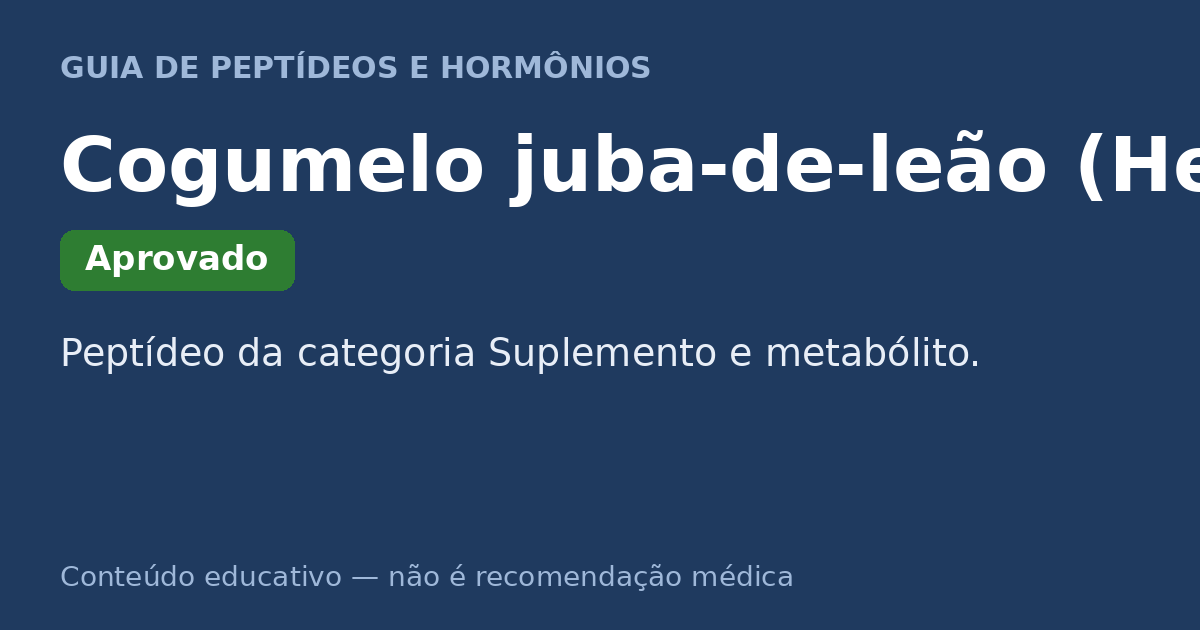 GUIA DE PEPTÍDEOS E HORMÔNIOS
Cogumelo juba-de-leão (He
Aprovado
Peptídeo da categoria Suplemento e metabólito.
Conteúdo educativo — não é recomendação médica